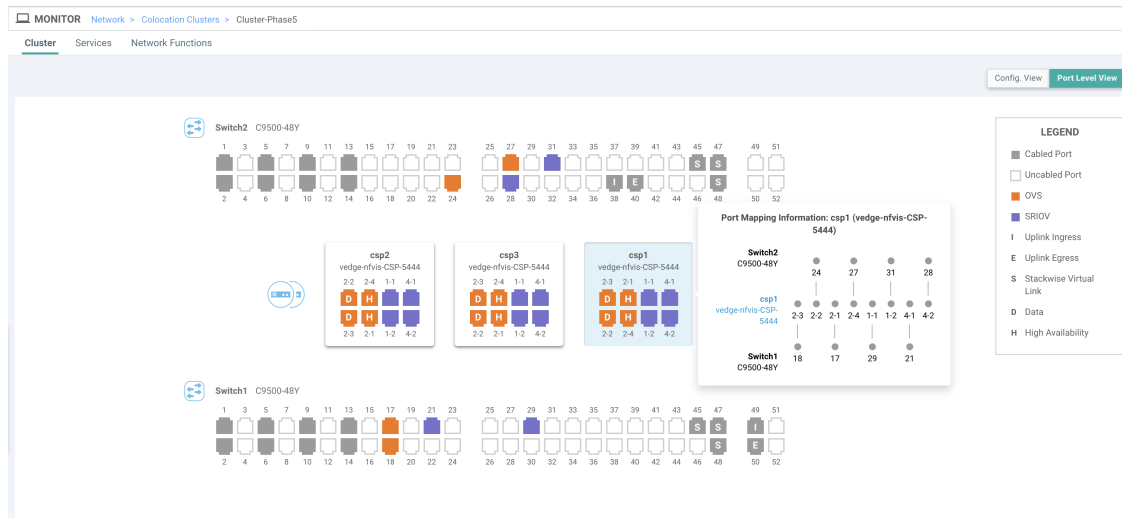 MONITOR Network > Colocation Clusters > Cluster-Phase5
Cluster Services Network Functions
Config. View Port Level View
Switch2 C9500-48Y
1 3 5 7 9 11 13 15 17 19 21 23 25 27 29 31 33 35 37 39 41 43 45 47 49 51
S S
I E S
2 4 6 8 10 12 14 16 18 20 22 24 26 28 30 32 34 36 38 40 42 44 46 48 50 52
csp2
vedge-nfvis-CSP-5444
2-2 2-4 1-1 4-1
D H
D H
2-3 2-1 1-2 4-2
csp3
vedge-nfvis-CSP-5444
2-3 2-1 1-1 4-1
D H
D H
2-2 2-4 1-2 4-2
csp1
vedge-nfvis-CSP-5444
2-3 2-1 1-1 4-1
D H
D H
2-2 2-4 1-2 4-2
Port Mapping Information: csp1 (vedge-nfvis-CSP-
5444)
Switch2
C9500-48Y
24 27 31 28
csp1
vedge-nfvis-CSP-
5444
2-3 2-2 2-1 2-4 1-1 1-2 4-1 4-2
Switch1
C9500-48Y
18 17 29 21
Switch1 C9500-48Y
1 3 5 7 9 11 13 15 17 19 21 23 25 27 29 31 33 35 37 39 41 43 45 47 49 51
S S I
S E
2 4 6 8 10 12 14 16 18 20 22 24 26 28 30 32 34 36 38 40 42 44 46 48 50 52
LEGEND
Cabled Port
Uncabled Port
OVS
SRIOV
I Uplink Ingress
E Uplink Egress
S Stackwise Virtual
Link
D Data
H High Availability